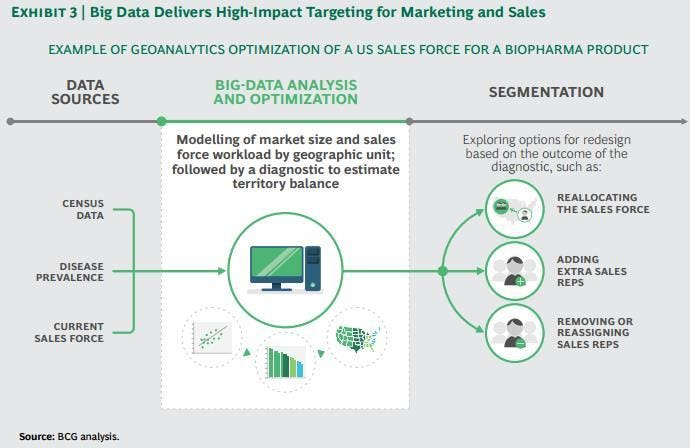 EXHIBIT 3 | Big Data Delivers High-Impact Targeting for Marketing and Sales
EXAMPLE OF GEOANALYTICS OPTIMIZATION OF A US SALES FORCE FOR A BIOPHARMA PRODUCT
DATA
SOURCES
BIG-DATA ANALYSIS
AND OPTIMIZATION
SEGMENTATION
Modelling of market size and sales
force workload by geographic unit;
followed by a diagnostic to estimate
territory balance
Exploring options for redesign
based on the outcome of the
diagnostic, such as:
CENSUS
DATA
DISEASE
PREVALENCE
CURRENT
SALES FORCE
REALLOCATING
THE SALES FORCE
ADDING
EXTRA SALES
REPS
REMOVING OR
REASSIGNING
SALES REPS
Source: BCG analysis.